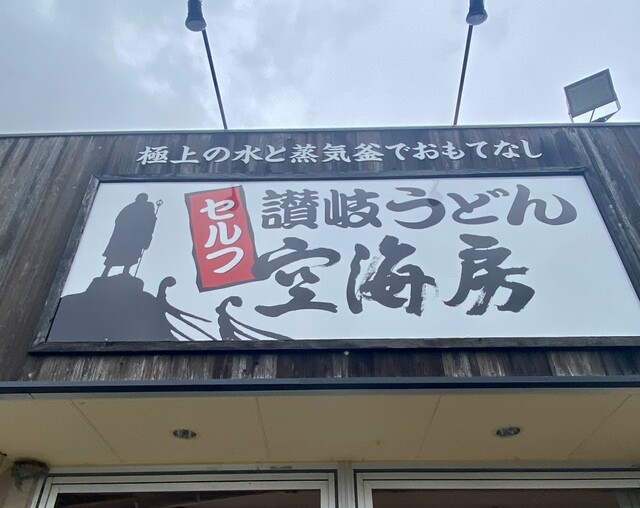 極上の水と蒸気釜でおもてなし
セルフ
讃岐うどん
空海房